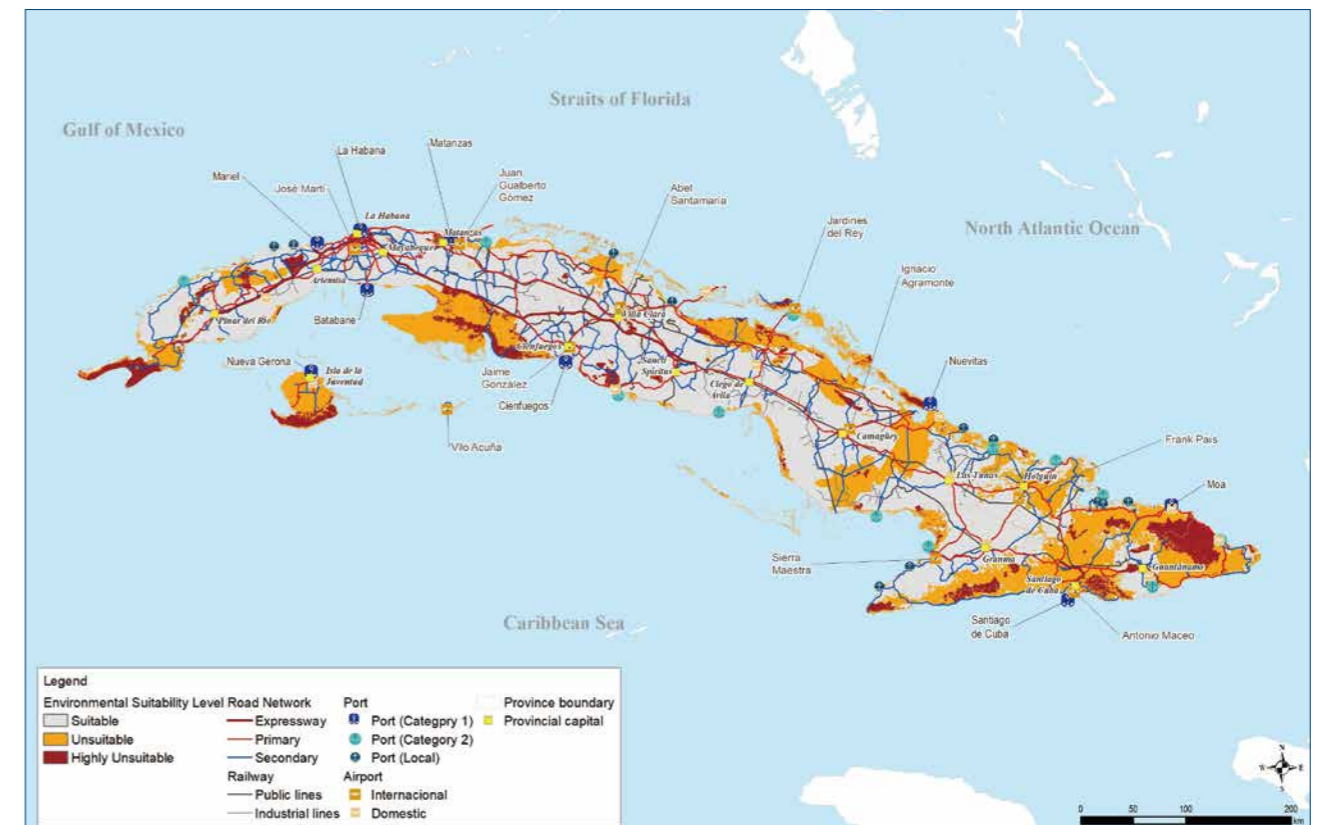 Gulf of Mexico
Straits of Florida
North Atlantic Ocean
Caribbean Sea
La Habana
Matanzas
Mariel
José Martí
Juan
Gualberto
Gómez
Abel
Santamaría
Jardines
del Rey
Ignacio
Agramonte
Nuevitas
Frank País
Moa
La Habana
Matanzas
Mayabeque
Artemisa
Pinar del Río
Batabane
Nueva Gerona
Isla de la
Juventud
Vilo Acuña
Cienfuegos
Jaime
González
Cienfuegos
Villa Clara
Sancti
Spíritus
Ciego de
Ávila
Camagüey
Las Tunas
Holguín
Granma
Sierra
Maestra
Santiago
de Cuba
Guantánamo
Santiago
de Cuba
Antonio Maceo
Legend
Environmental Suitability Level
Suitable
Unsuitable
Highly Unsuitable
Road Network
Expressway
Primary
Secondary
Railway
Public lines
Industrial lines
Port
Port (Categpry 1)
Port (Category 2)
Port (Local)
Airport
Internacional
Domestic
Province boundary
Provincial capital
N
W
E
S
0 50 100 200
km